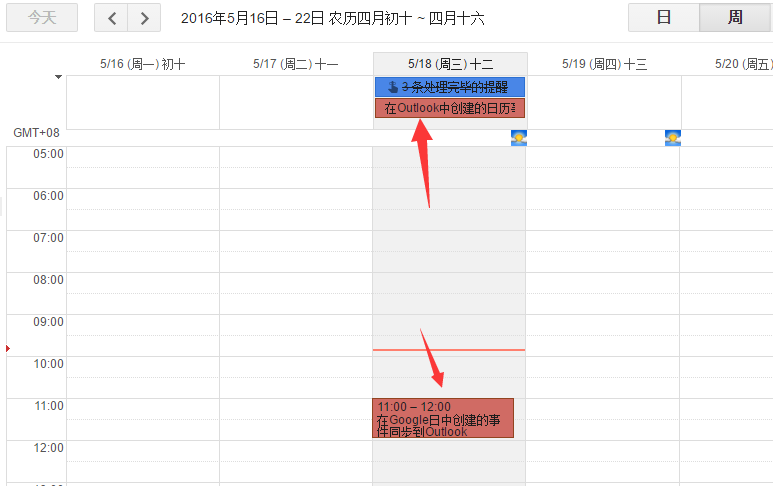 今天
2016年5月16日 – 22日 农历四月初十 ~ 四月十六
日
周
5/16 (周一) 初十
5/17 (周二) 十一
5/18 (周三) 十二
5/19 (周四) 十三
5/20 (周五)
3 条处理完毕的提醒
在Outlook中创建的日历
GMT+08
05:00
06:00
07:00
08:00
09:00
10:00
11:00
11:00 – 12:00
在Google日中创建的事
件同步到Outlook
12:00